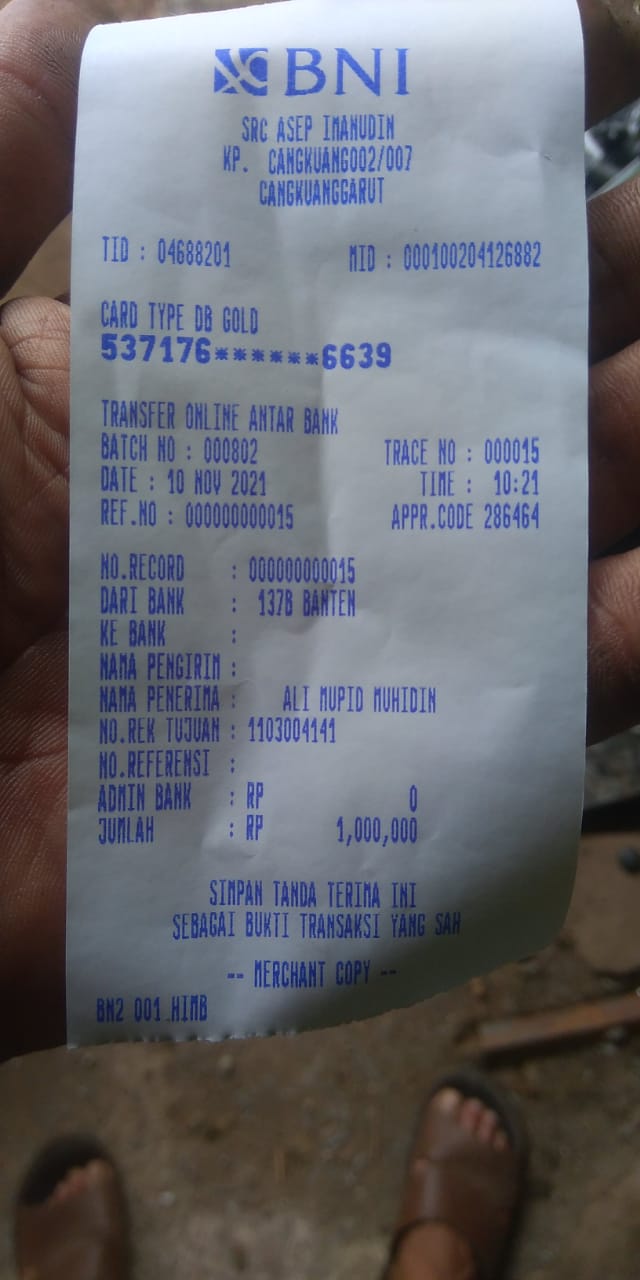 BNI
SRC ASEP IMANUDIN
KP. CANGKUANG002/007
CANGKUANGGARUT
TID : 04688201 MID : 000100204126882
CARD TYPE DB GOLD
537176******6639
TRANSFER ONLINE ANTAR BANK
BATCH NO : 000802 TRACE NO : 000015
DATE : 10 NOV 2021 TIME : 10:21
REF.NO : 000000000015 APPR.CODE 286464
NO.RECORD : 000000000015
DARI BANK : 137B BANTEN
KE BANK :
NAMA PENGIRIM :
NAMA PENERIMA : ALI MUPID MUHIDIN
NO.REK TUJUAN : 1103004141
NO.REFERENSI :
ADMIN BANK : RP 0
JUMLAH : RP 1,000,000
SIMPAN TANDA TERIMA INI
SEBAGAI BUKTI TRANSAKSI YANG SAH
-- MERCHANT COPY --
BN2 001 HIMB